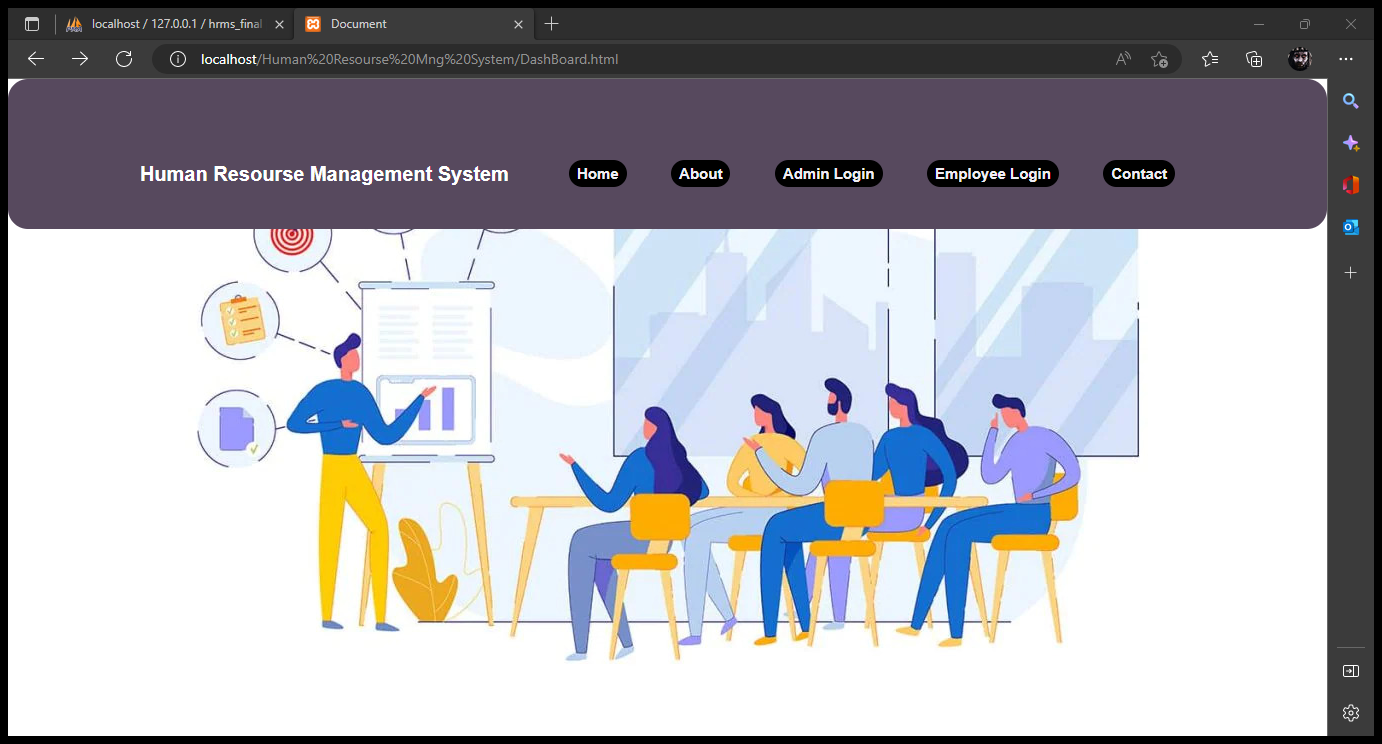 localhost / 127.0.0.1 / hrms_final
Document
localhost/Human%20Resourse%20Mng%20System/DashBoard.html
Human Resourse Management System
Home
About
Admin Login
Employee Login
Contact